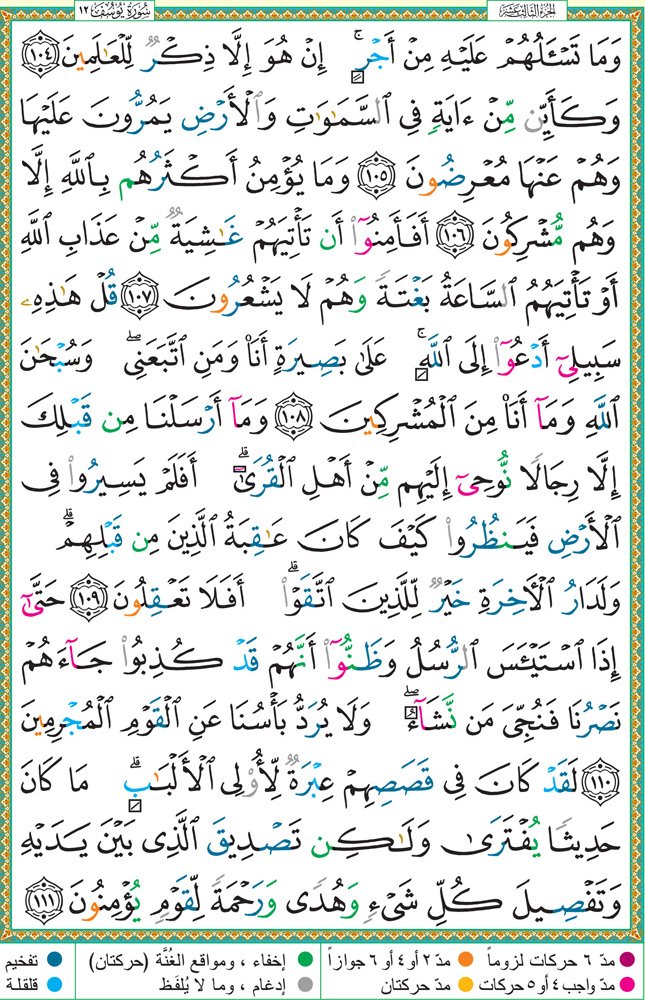 الجزء الثالث عشر
سورة يوسف ١٢
وَمَا تَسْـَٔلُهُمْ عَلَيْهِ مِنْ أَجْرٍ ۚ إِنْ هُوَ إِلَّا ذِكْرٌ لِّلْعَٰلَمِينَ ١٠٤
وَكَأَيِّن مِّنْ ءَايَةٍ فِى ٱلسَّمَٰوَٰتِ وَٱلْأَرْضِ يَمُرُّونَ عَلَيْهَا
وَهُمْ عَنْهَا مُعْرِضُونَ ١٠٥ وَمَا يُؤْمِنُ أَكْثَرُهُم بِٱللَّهِ إِلَّا
وَهُم مُّشْرِكُونَ ١٠٦ أَفَأَمِنُوٓا۟ أَن تَأْتِيَهُمْ غَٰشِيَةٌ مِّنْ عَذَابِ ٱللَّهِ
أَوْ تَأْتِيَهُمُ ٱلسَّاعَةُ بَغْتَةً وَهُمْ لَا يَشْعُرُونَ ١٠٧ قُلْ هَٰذِهِۦ
سَبِيلِىٓ أَدْعُوٓا۟ إِلَى ٱللَّهِ ۚ عَلَىٰ بَصِيرَةٍ أَنَا۠ وَمَنِ ٱتَّبَعَنِى ۖ وَسُبْحَٰنَ
ٱللَّهِ وَمَآ أَنَا۠ مِنَ ٱلْمُشْرِكِينَ ١٠٨ وَمَآ أَرْسَلْنَا مِن قَبْلِكَ
إِلَّا رِجَالًا نُّوحِىٓ إِلَيْهِم مِّنْ أَهْلِ ٱلْقُرَىٰٓ ۗ أَفَلَمْ يَسِيرُوا۟ فِى
ٱلْأَرْضِ فَيَنظُرُوا۟ كَيْفَ كَانَ عَٰقِبَةُ ٱلَّذِينَ مِن قَبْلِهِمْ ۗ
وَلَدَارُ ٱلْءَاخِرَةِ خَيْرٌ لِّلَّذِينَ ٱتَّقَوْا۟ ۗ أَفَلَا تَعْقِلُونَ ١٠٩ حَتَّىٰٓ
إِذَا ٱسْتَيْـَٔسَ ٱلرُّسُلُ وَظَنُّوٓا۟ أَنَّهُمْ قَدْ كُذِبُوا۟ جَآءَهُمْ
نَصْرُنَا فَنُجِّىَ مَن نَّشَآءُ ۖ وَلَا يُرَدُّ بَأْسُنَا عَنِ ٱلْقَوْمِ ٱلْمُجْرِمِينَ
١١٠ لَقَدْ كَانَ فِى قَصَصِهِمْ عِبْرَةٌ لِّأُو۟لِى ٱلْأَلْبَٰبِ ۗ مَا كَانَ
حَدِيثًا يُفْتَرَىٰ وَلَٰكِن تَصْدِيقَ ٱلَّذِى بَيْنَ يَدَيْهِ
وَتَفْصِيلَ كُلِّ شَىْءٍ وَهُدًى وَرَحْمَةً لِّقَوْمٍ يُؤْمِنُونَ ١١١
مدّ ٦ حركات لزوماً مدّ ٢ أو ٤ أو ٦ جوازاً إخفاء ، ومواقع الغُنَّة (حركتان) تفخيم
مدّ واجب ٤ أو ٥ حركات مدّ حركتان إدغام ، وما لا يُلفَظ قلقلة